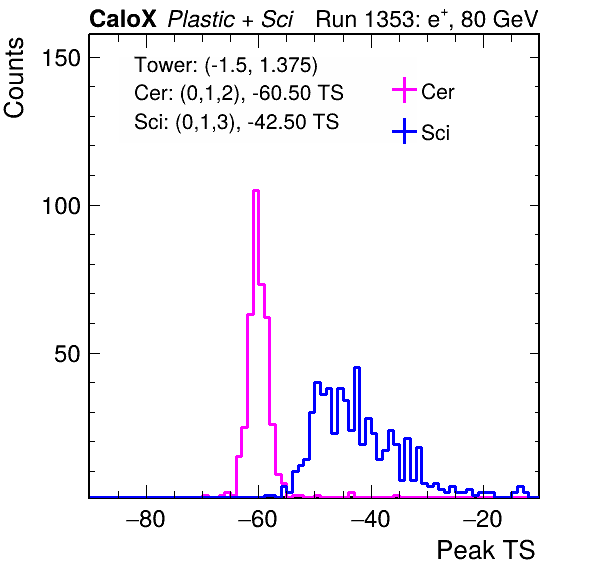 CaloX Plastic + Sci Run 1353: e⁺, 80 GeV
Counts
Tower: (-1.5, 1.375)
Cer: (0,1,2), -60.50 TS
Sci: (0,1,3), -42.50 TS
Cer
Sci
150
100
50
−80 −60 −40 −20
Peak TS